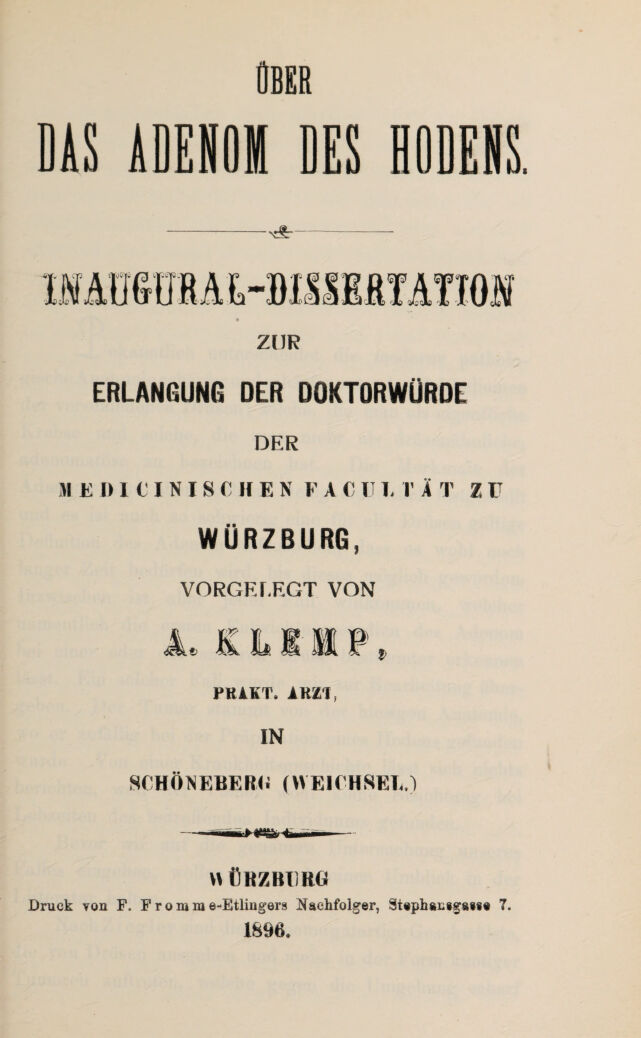 ÜBER
DAS ADENOM DES HODENS.
INAUGURAL-DISSERTATION
ZUR
ERLANGUNG DER DOKTORWÜRDE
DER
MEDICINISCHEN FACULTÄT ZU
WÜRZBURG,
VORGELEGT VON
A. KLEMP,
PRAKT. ARZT,
IN
SCHÖNEBERG (WEICHSEL.)
WÜRZBURG
Druck von F. Fromme-Etlingers Nachfolger, Stephansgasse 7.
1896.